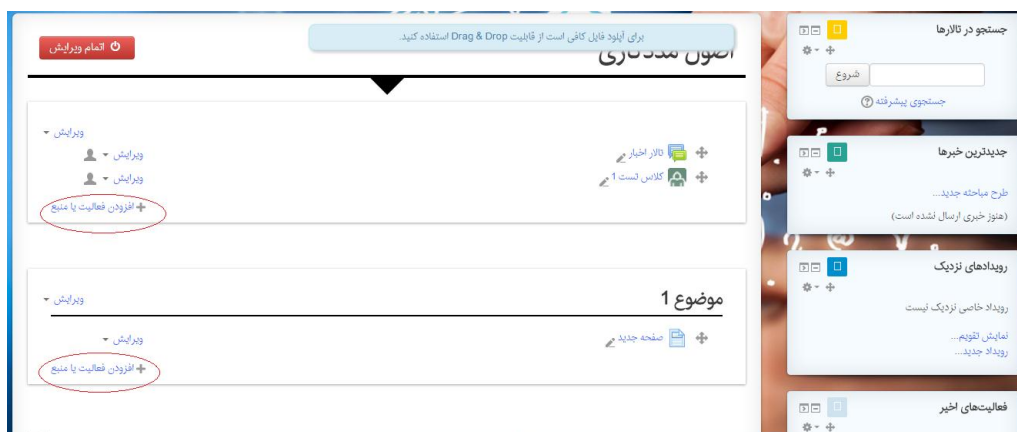 جستجو در تالارها
شروع
جستجوی پیشرفته
جدیدترین خبرها
طرح مباحثه جدید...
(هنوز خبری ارسال نشده است)
رویدادهای نزدیک
رویداد خاصی نزدیک نیست
نمایش تقویم...
رویداد جدید...
فعالیت‌های اخیر
برای آپلود فایل کافی است از قابلیت Drag & Drop استفاده کنید.
اصول مددکاری
اتمام ویرایش
ویرایش
تالار اخبار
ویرایش
کلاس تست 1
ویرایش
افزودن فعالیت یا منبع
موضوع 1
ویرایش
صفحه جدید
ویرایش
افزودن فعالیت یا منبع